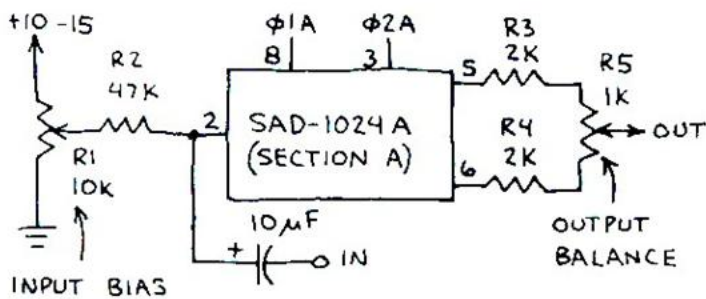 +10 -15
R2
47K
R1
10K
INPUT BIAS
ϕ1A
ϕ2A
8
3
2
SAD-1024A
(SECTION A)
5
6
10µF
+
IN
R3
2K
R4
2K
R5
1K
OUT
OUTPUT
BALANCE